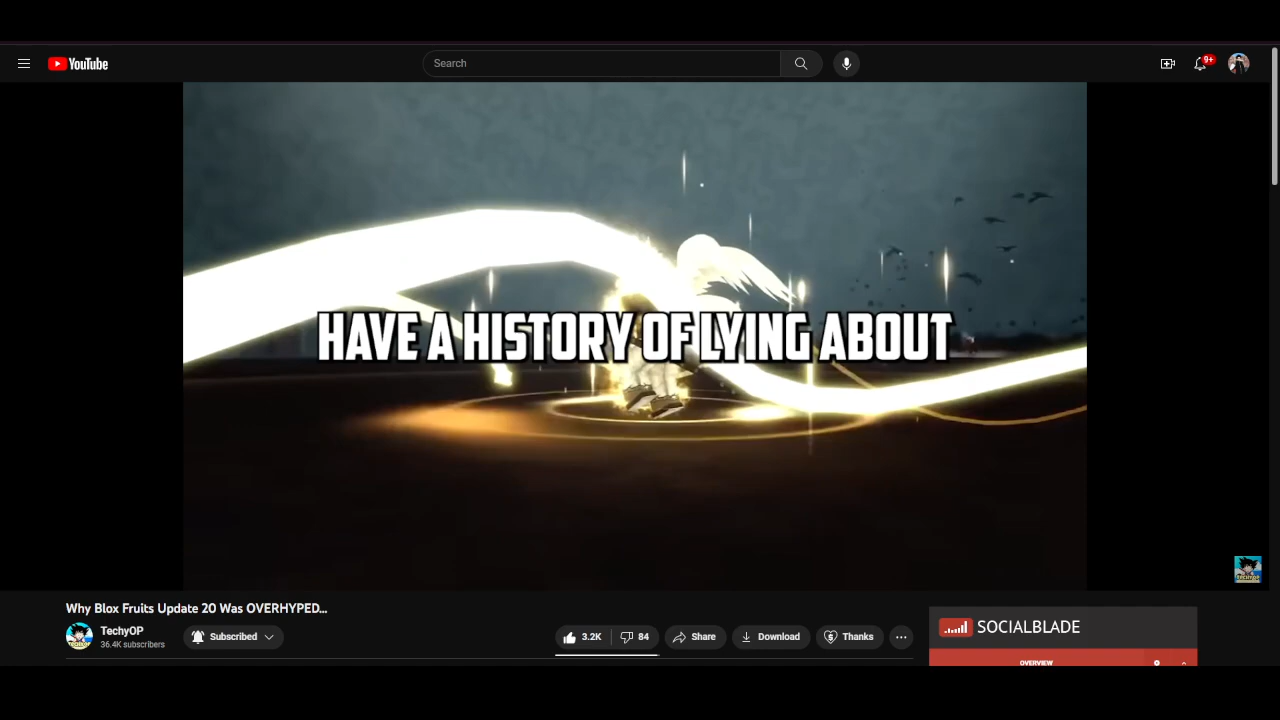 YouTube
Search
9+
HAVE A HISTORY OF LYING ABOUT
Why Blox Fruits Update 20 Was OVERHYPED...
TechyOP
36.4K subscribers
Subscribed
3.2K
84
Share
Download
Thanks
SOCIALBLADE
OVERVIEW